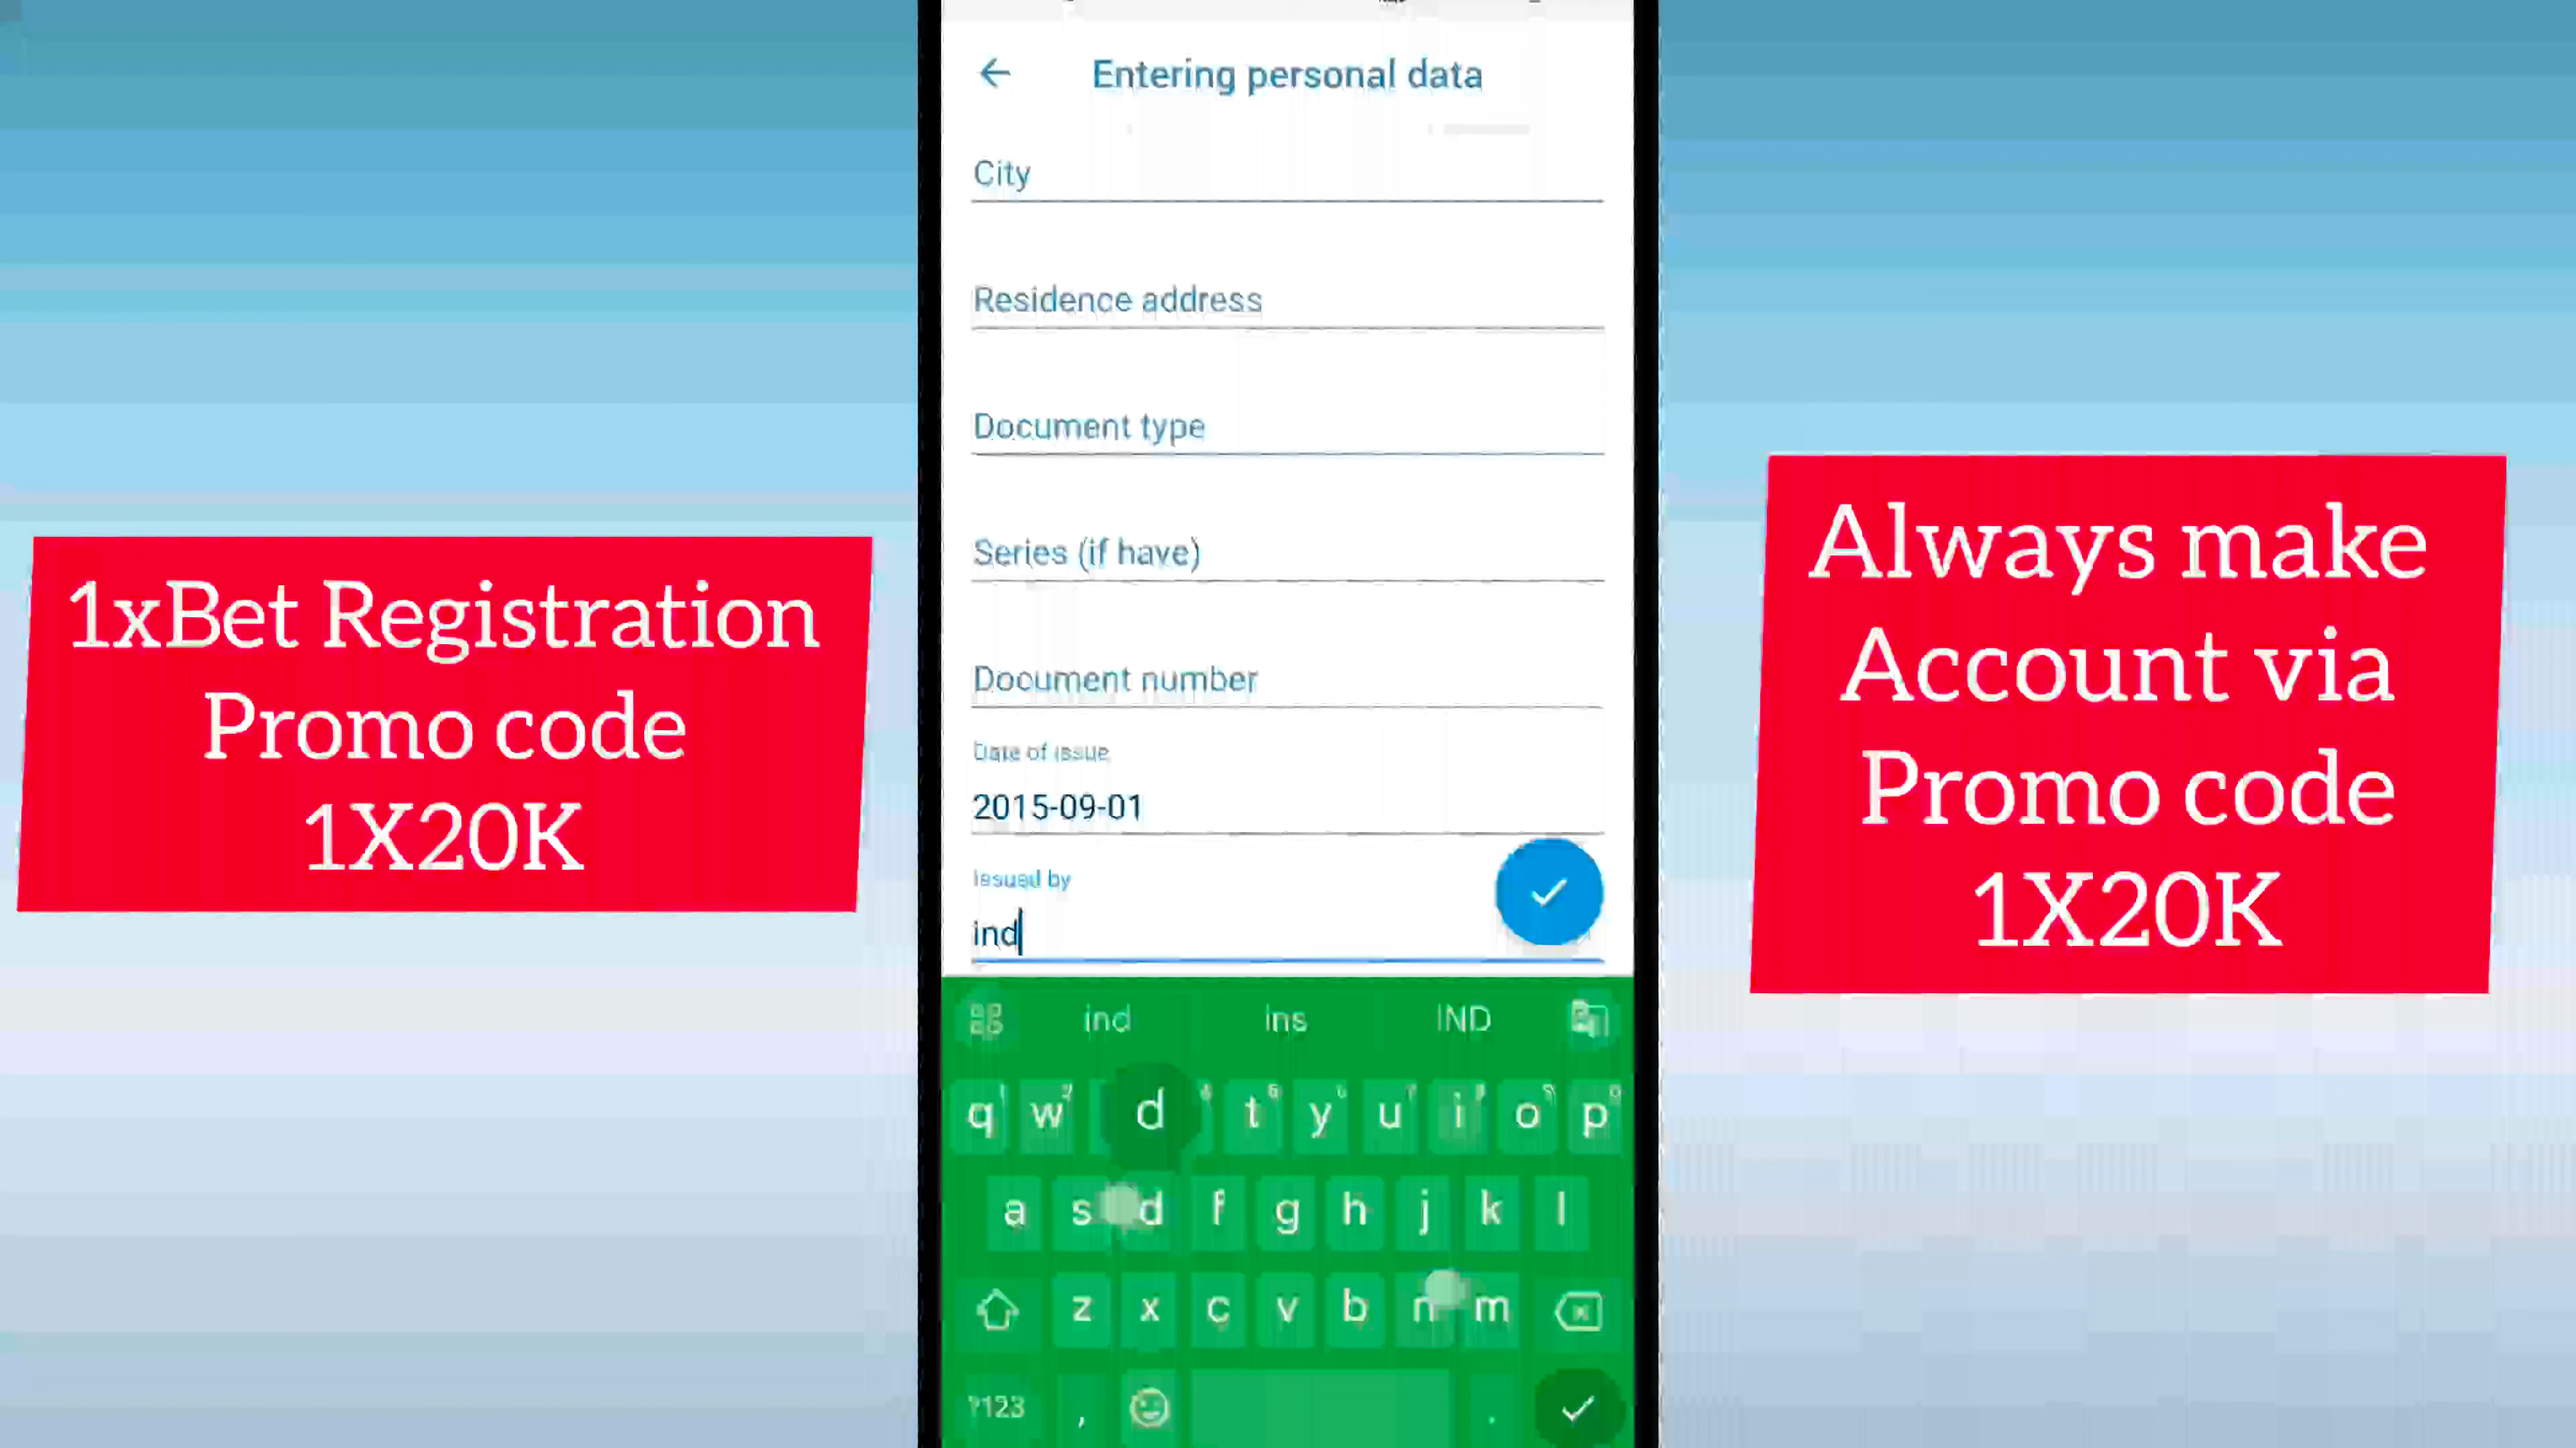 Entering personal data
City
Residence address
Document type
Series (if have)
Document number
Date of issue
2015-09-01
Issued by
ind
1xBet Registration
Promo code
1X20K
Always make
Account via
Promo code
1X20K
ind ins IND
q w d t y u i o p
a s d f g h j k l
z x c v b n m
?123 , .